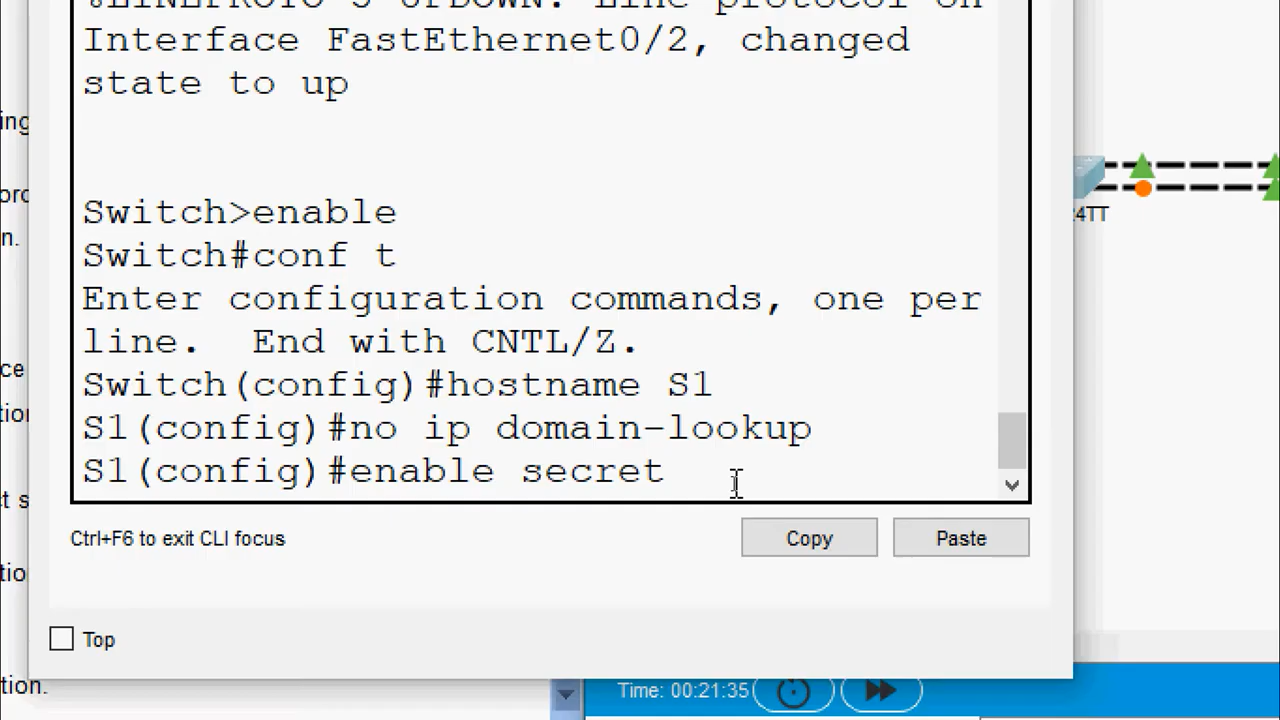 Interface FastEthernet0/2, changed
state to up
Switch>enable
Switch#conf t
Enter configuration commands, one per
line.  End with CNTL/Z.
Switch(config)#hostname S1
S1(config)#no ip domain-lookup
S1(config)#enable secret
Ctrl+F6 to exit CLI focus
Copy
Paste
Top
Time: 00:21:35
24TT
tion.